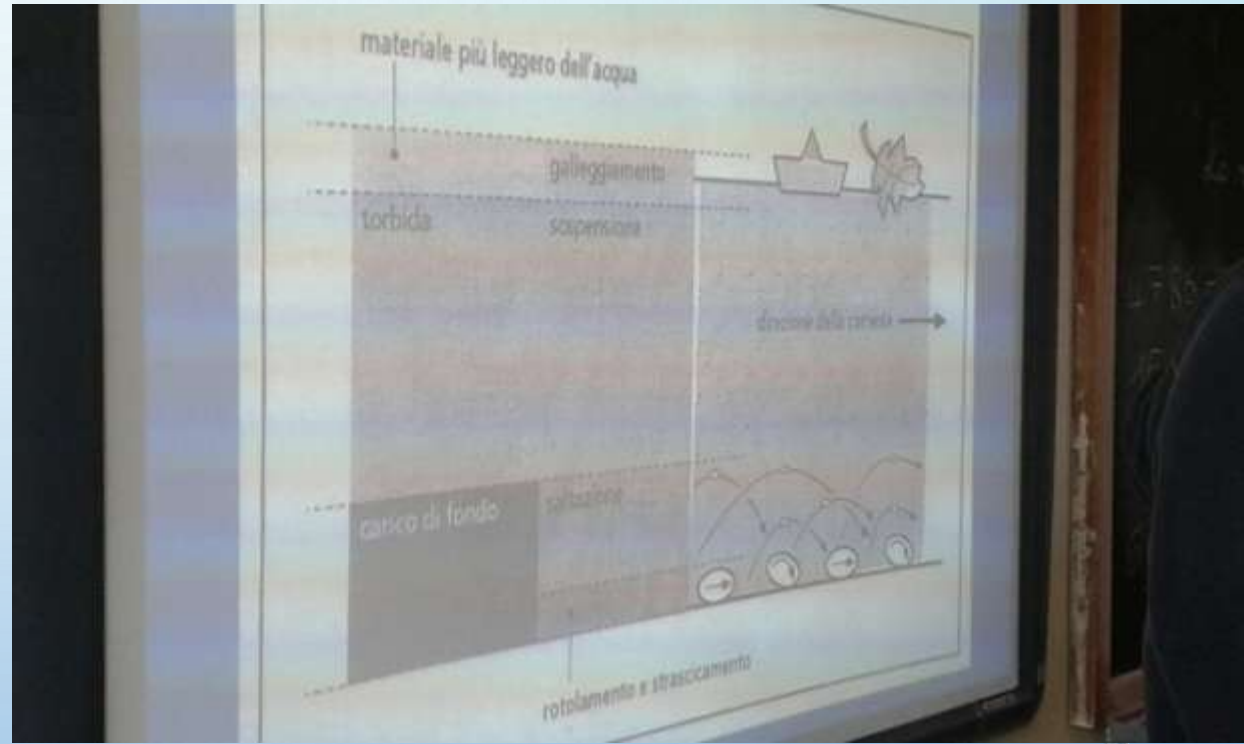 materiale più leggero dell'acqua
galleggiamento
torbida
sospensione
direzione della corrente
saltazione
carico di fondo
rotolamento e strascicamento